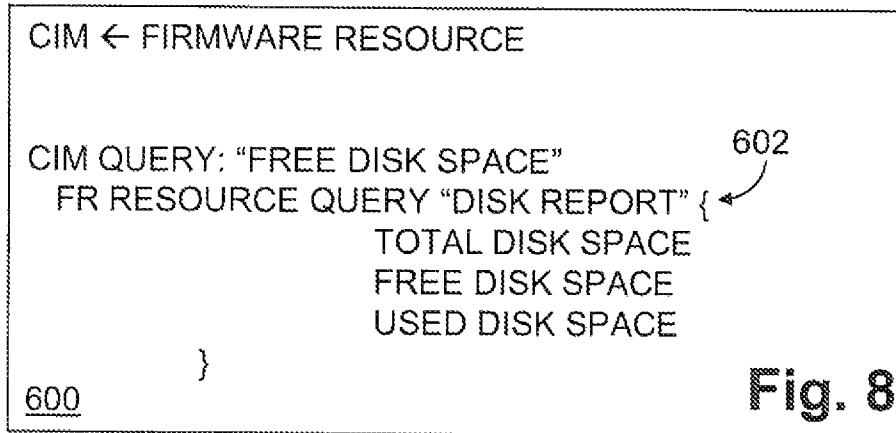 CIM ← FIRMWARE RESOURCE
CIM QUERY: “FREE DISK SPACE”
602
FR RESOURCE QUERY “DISK REPORT” {
TOTAL DISK SPACE
FREE DISK SPACE
USED DISK SPACE
}
600
Fig. 8